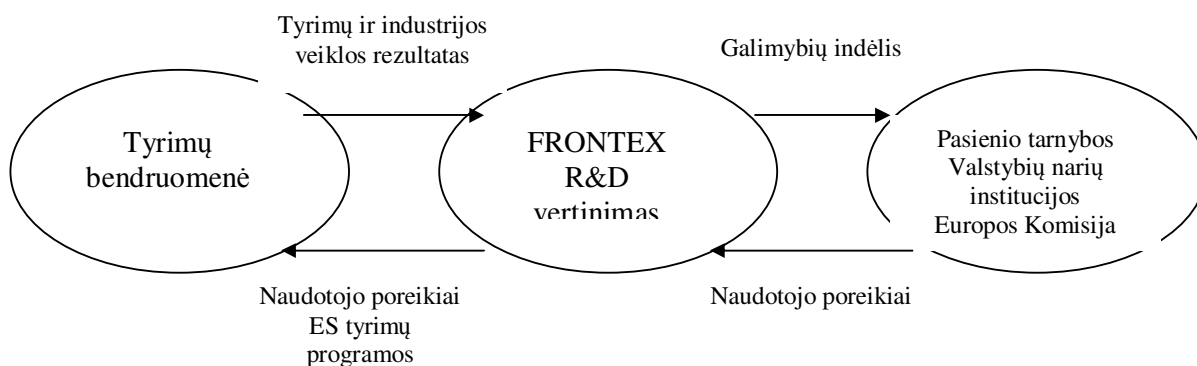 Tyrimų ir industrijos
veiklos rezultatas
Galimybių indėlis
Tyrimų
bendruomenė
FRONTEX
R&D
vertinimas
Pasienio tarnybos
Valstybių narių
institucijos
Europos Komisija
Naudotojo poreikiai
ES tyrimų
programos
Naudotojo poreikiai